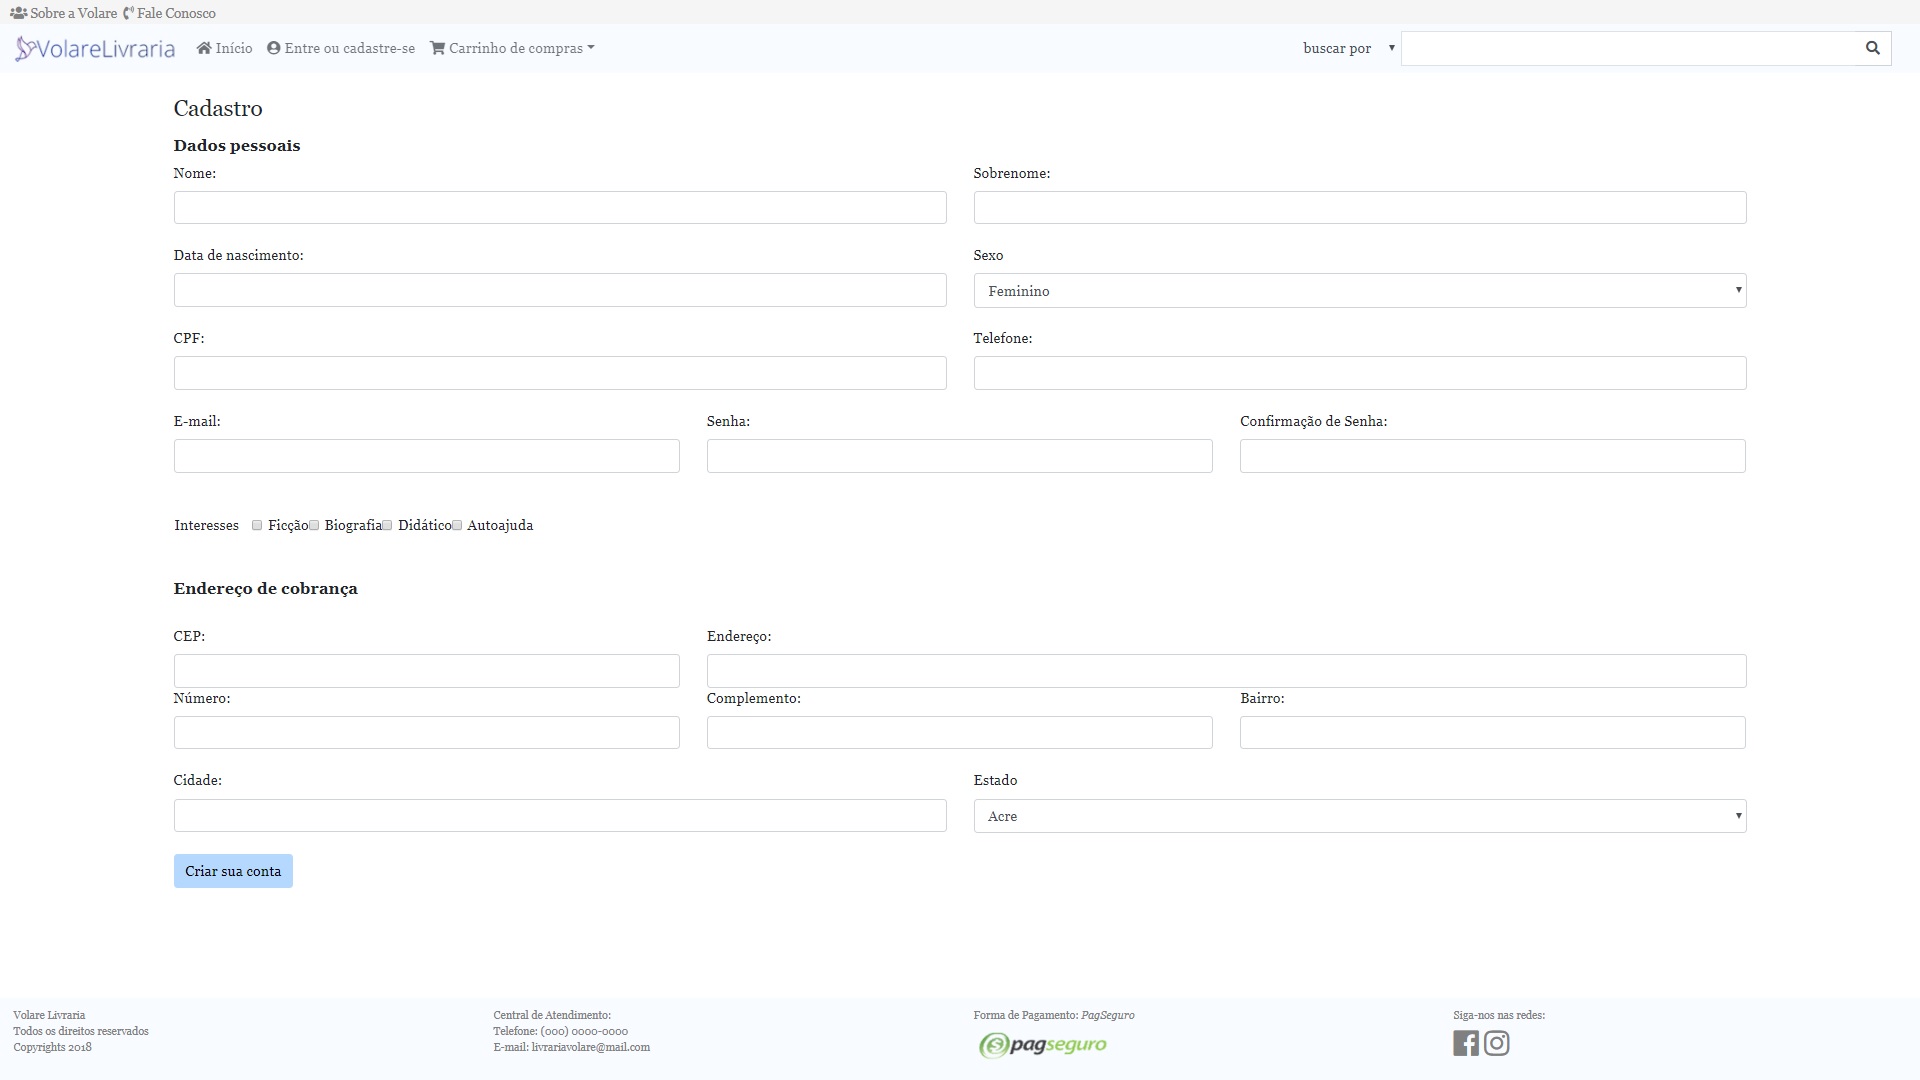 Sobre a Volare Fale Conosco
VolareLivraria Início Entre ou cadastre-se Carrinho de compras buscar por
Cadastro
Dados pessoais
Nome: Sobrenome:
Data de nascimento: Sexo
Feminino
CPF: Telefone:
E-mail: Senha: Confirmação de Senha:
Interesses Ficção Biografia Didático Autoajuda
Endereço de cobrança
CEP: Endereço:
Número: Complemento: Bairro:
Cidade: Estado
Acre
Criar sua conta
Volare Livraria
Todos os direitos reservados
Copyrights 2018
Central de Atendimento:
Telefone: (000) 0000-0000
E-mail: livrariavolare@mail.com
Forma de Pagamento: PagSeguro
pagseguro
Siga-nos nas redes: